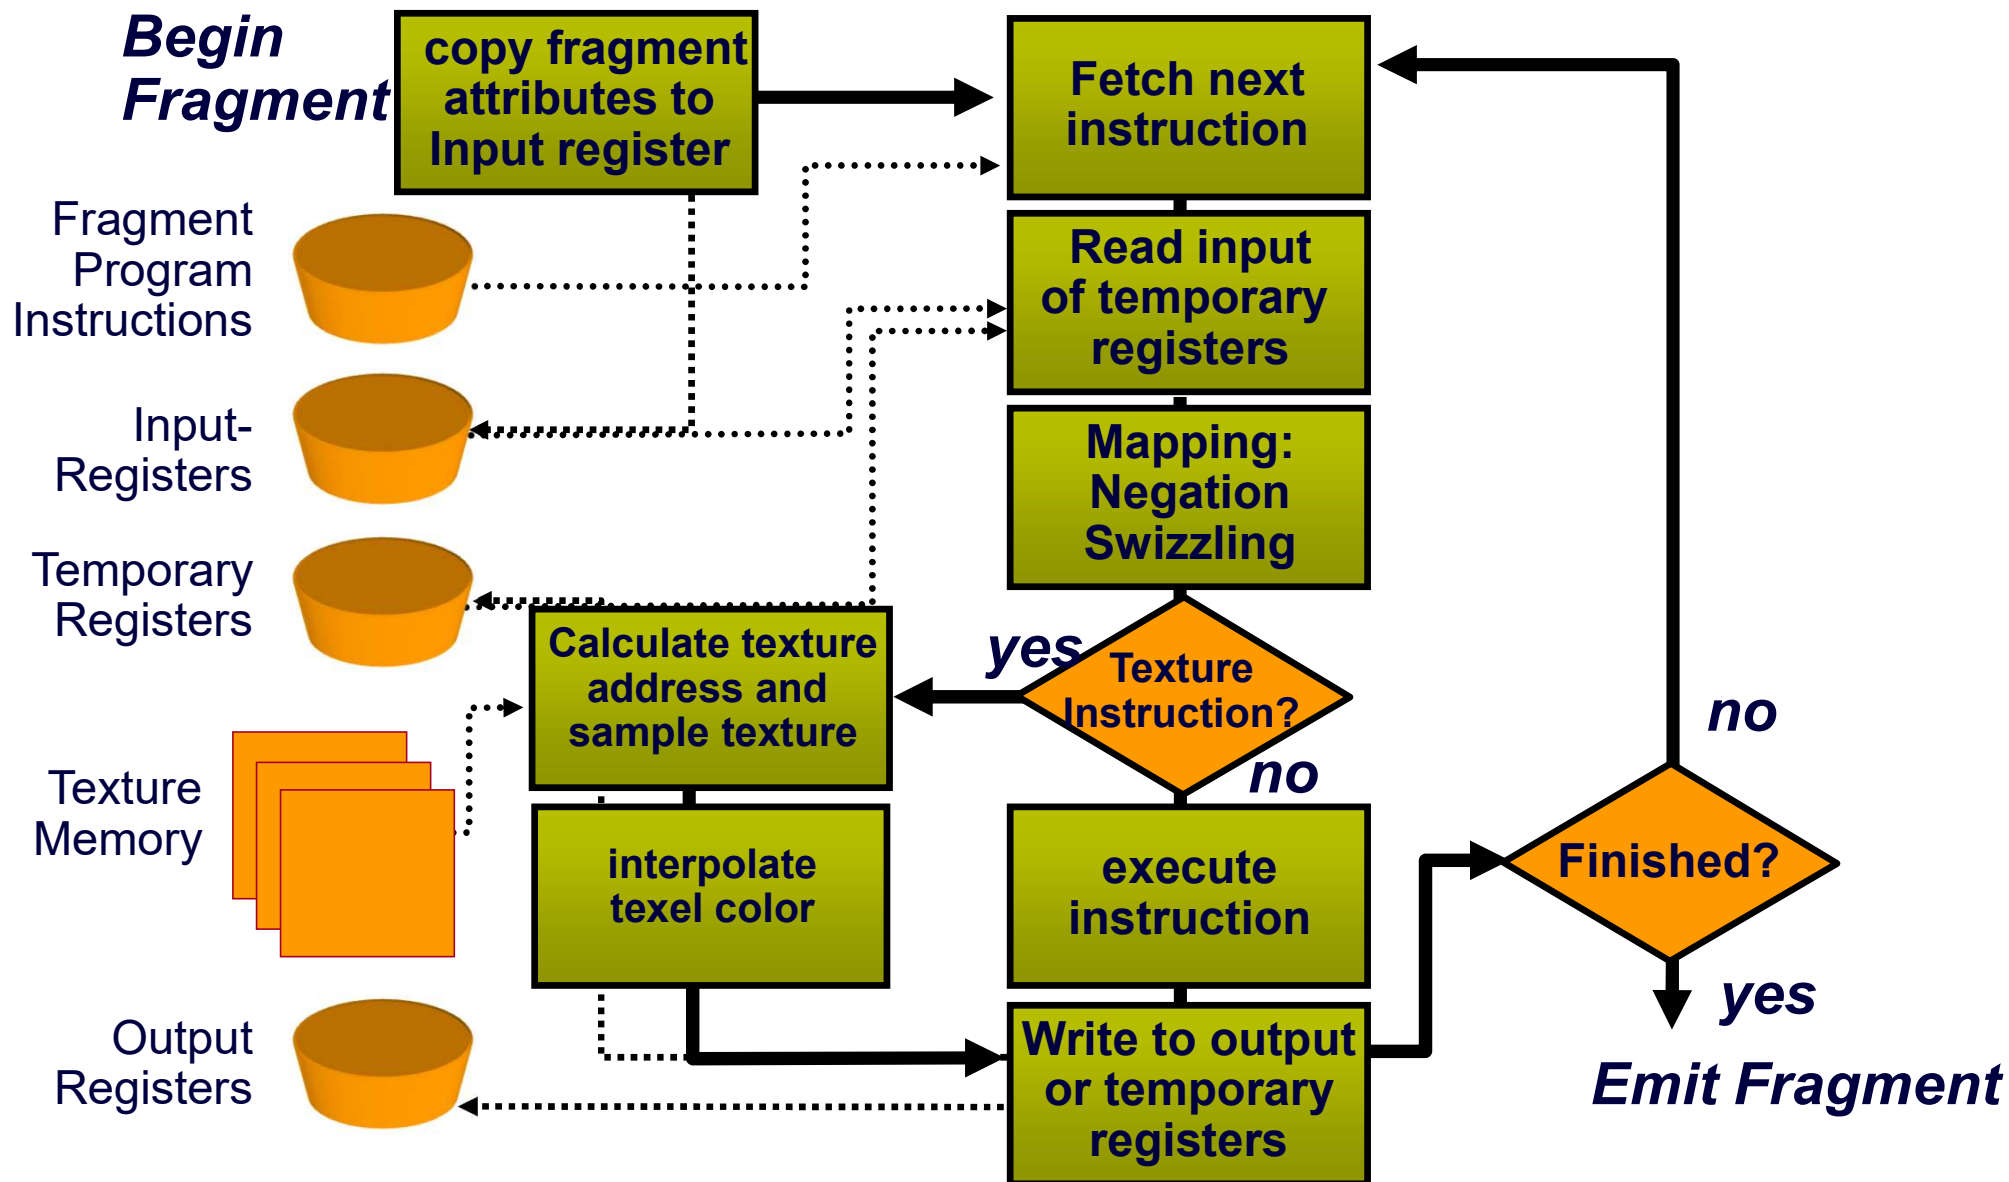 Begin
Fragment
copy fragment
attributes to
Input register
Fetch next
instruction
Fragment
Program
Instructions
Read input
of temporary
registers
Input-
Registers
Mapping:
Negation
Swizzling
Temporary
Registers
Calculate texture
address and
sample texture
yes
Texture
Instruction?
no
no
Texture
Memory
interpolate
texel color
execute
instruction
Finished?
yes
Output
Registers
Write to output
or temporary
registers
Emit Fragment